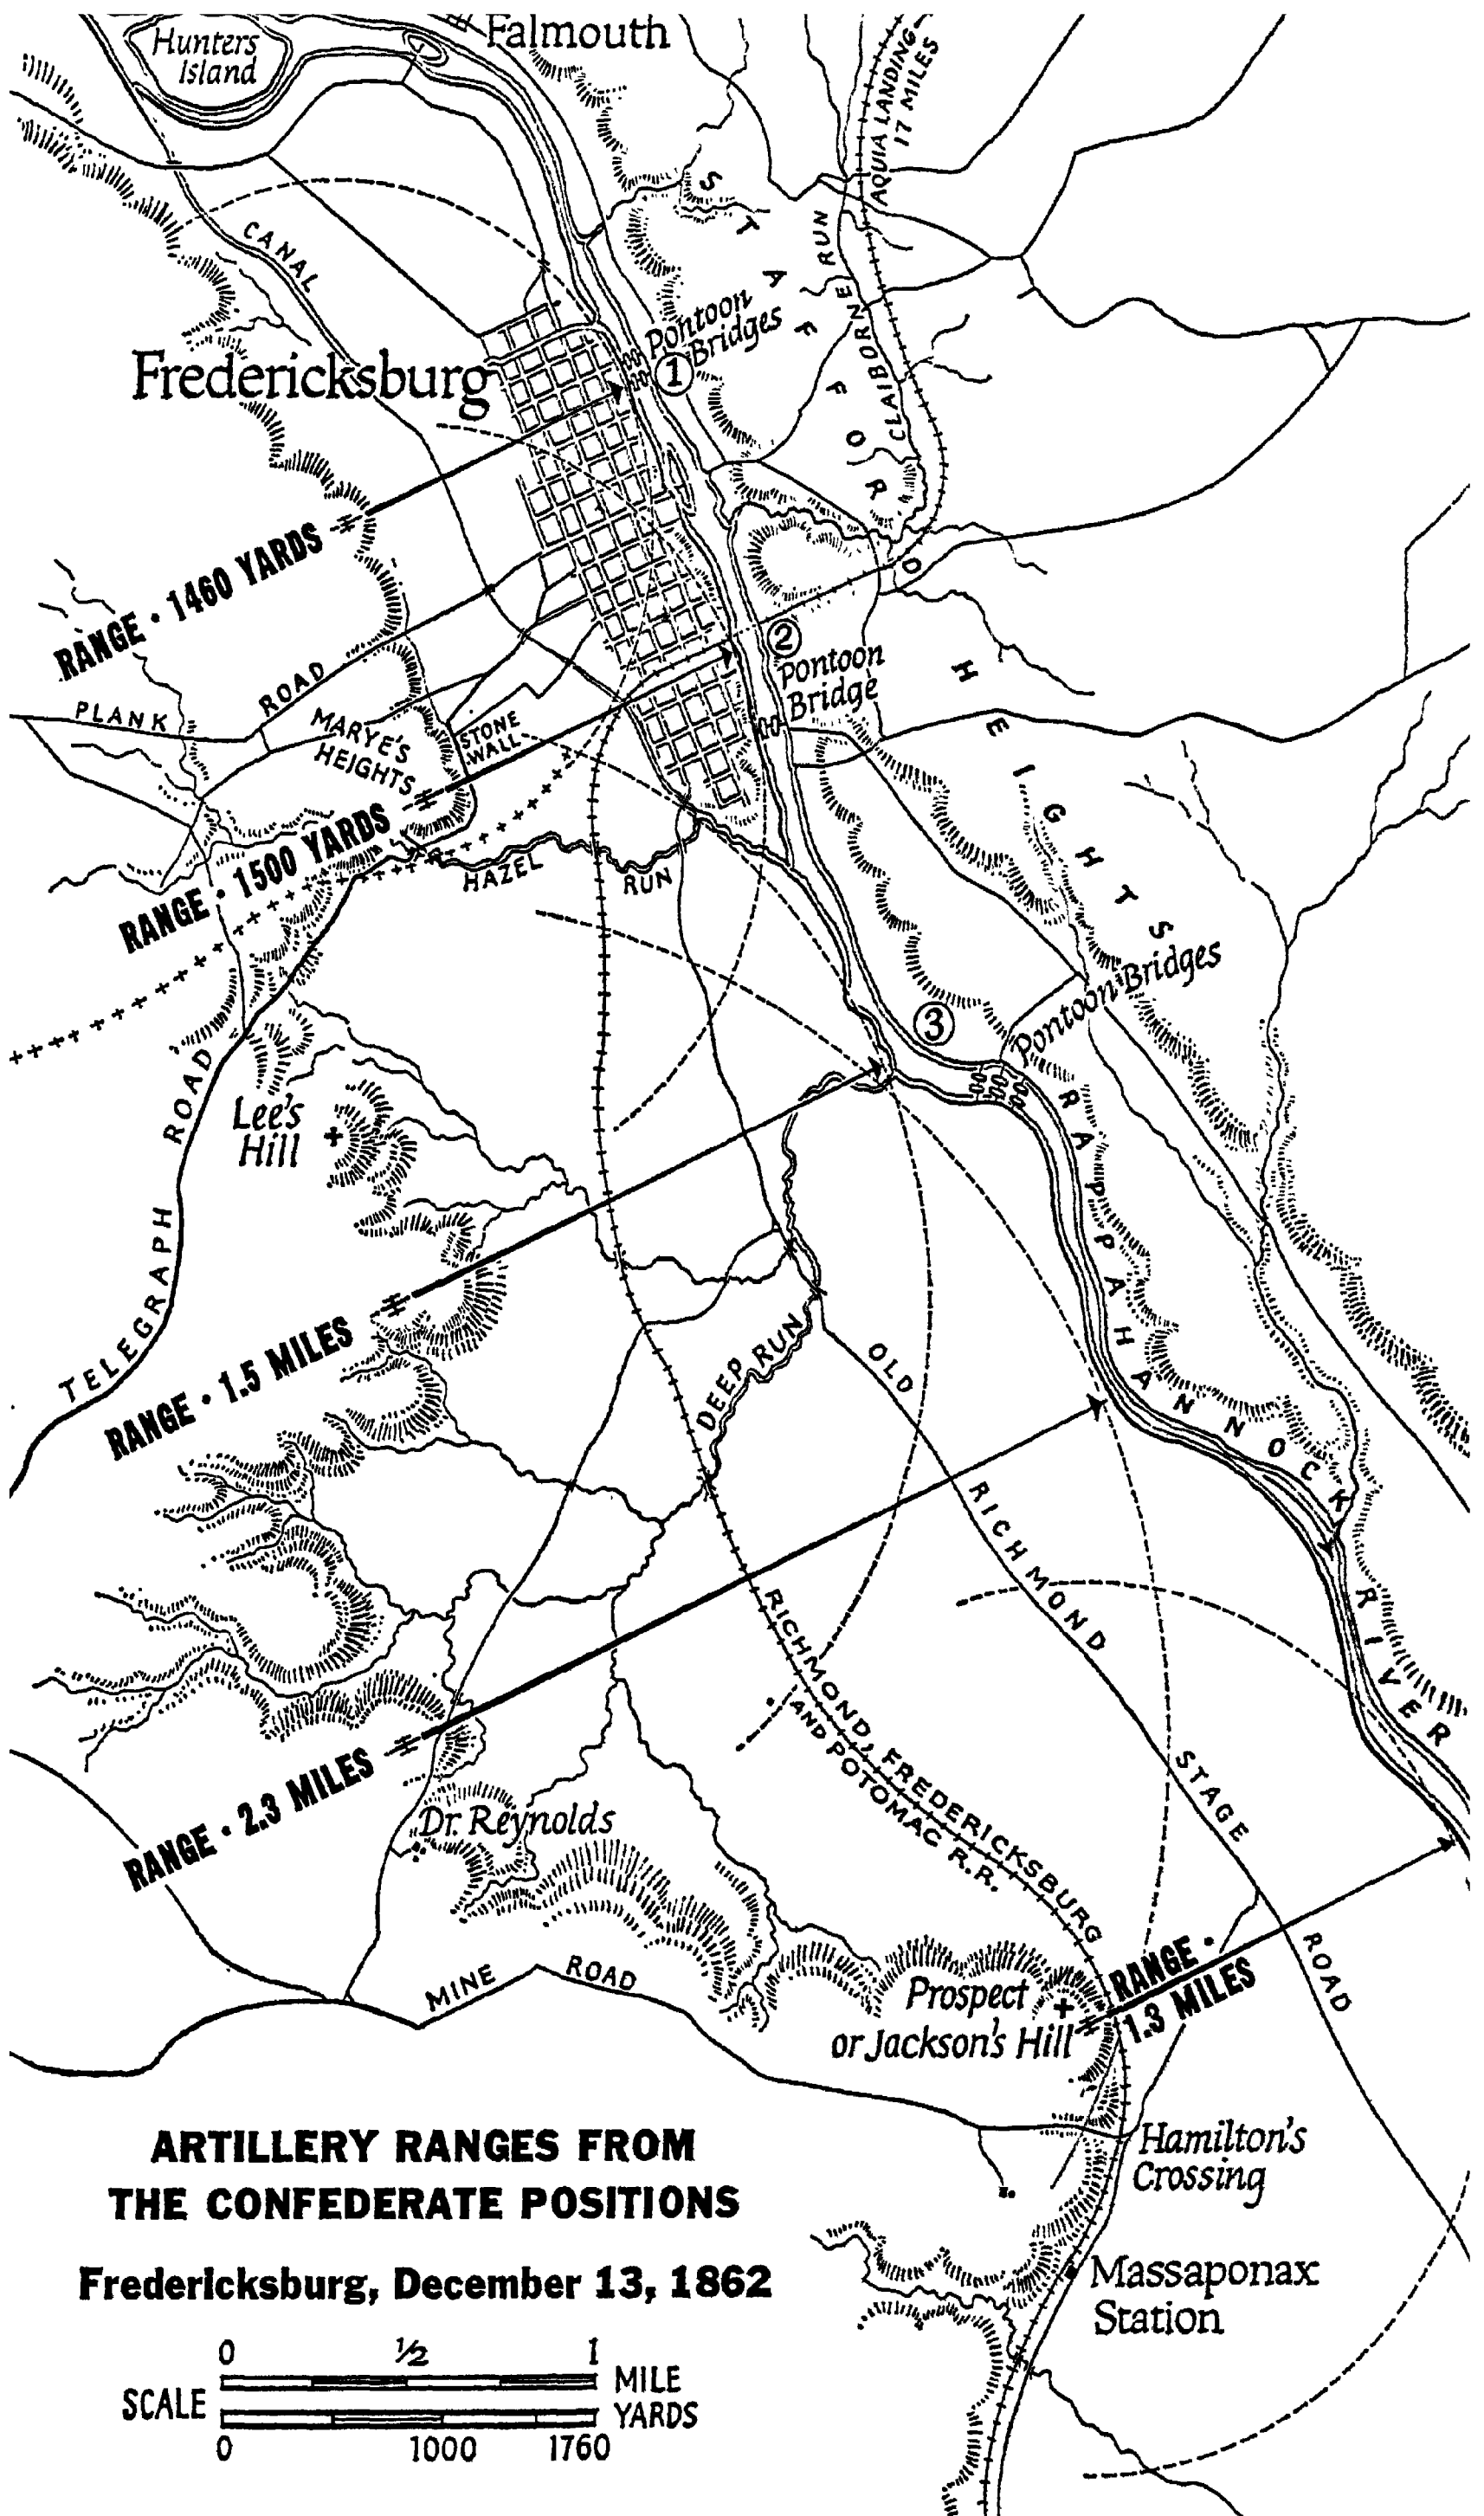 Hunters
Island
Falmouth
AQUIA LANDING
17 MILES
CANAL
STAFFORD
CLAIBORNE RUN
Pontoon
Bridges
1
Fredericksburg
RANGE · 1460 YARDS
2
Pontoon
Bridge
HEIGHTS
PLANK ROAD
MARYE'S
HEIGHTS
STONE
WALL
RANGE · 1500 YARDS
HAZEL RUN
Pontoon Bridges
3
Lee's
Hill
TELEGRAPH ROAD
RAPPAHANNOCK RIVER
RANGE · 1.5 MILES
DEEP RUN
OLD RICHMOND STAGE ROAD
RICHMOND, FREDERICKSBURG
AND POTOMAC R.R.
RANGE · 2.3 MILES
Dr. Reynolds
MINE ROAD
Prospect
or Jackson's Hill
RANGE ·
1.3 MILES
Hamilton's
Crossing
Massaponax
Station
ARTILLERY RANGES FROM
THE CONFEDERATE POSITIONS
Fredericksburg, December 13, 1862
0 ½ 1
SCALE
MILE
YARDS
0 1000 1760